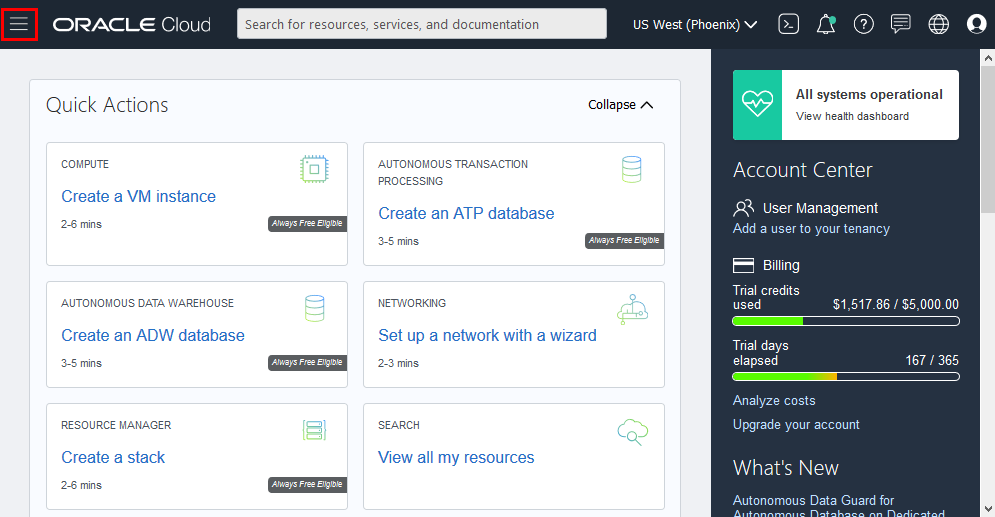 ORACLE Cloud
Search for resources, services, and documentation
US West (Phoenix)
Quick Actions
Collapse
COMPUTE
Create a VM instance
2-6 mins
Always Free Eligible
AUTONOMOUS TRANSACTION
PROCESSING
Create an ATP database
3-5 mins
Always Free Eligible
AUTONOMOUS DATA WAREHOUSE
Create an ADW database
3-5 mins
Always Free Eligible
NETWORKING
Set up a network with a wizard
2-3 mins
RESOURCE MANAGER
Create a stack
2-6 mins
Always Free Eligible
SEARCH
View all my resources
All systems operational
View health dashboard
Account Center
User Management
Add a user to your tenancy
Billing
Trial credits
used $1,517.86 / $5,000.00
Trial days
elapsed 167 / 365
Analyze costs
Upgrade your account
What's New
Autonomous Data Guard for
Autonomous Database on Dedicated